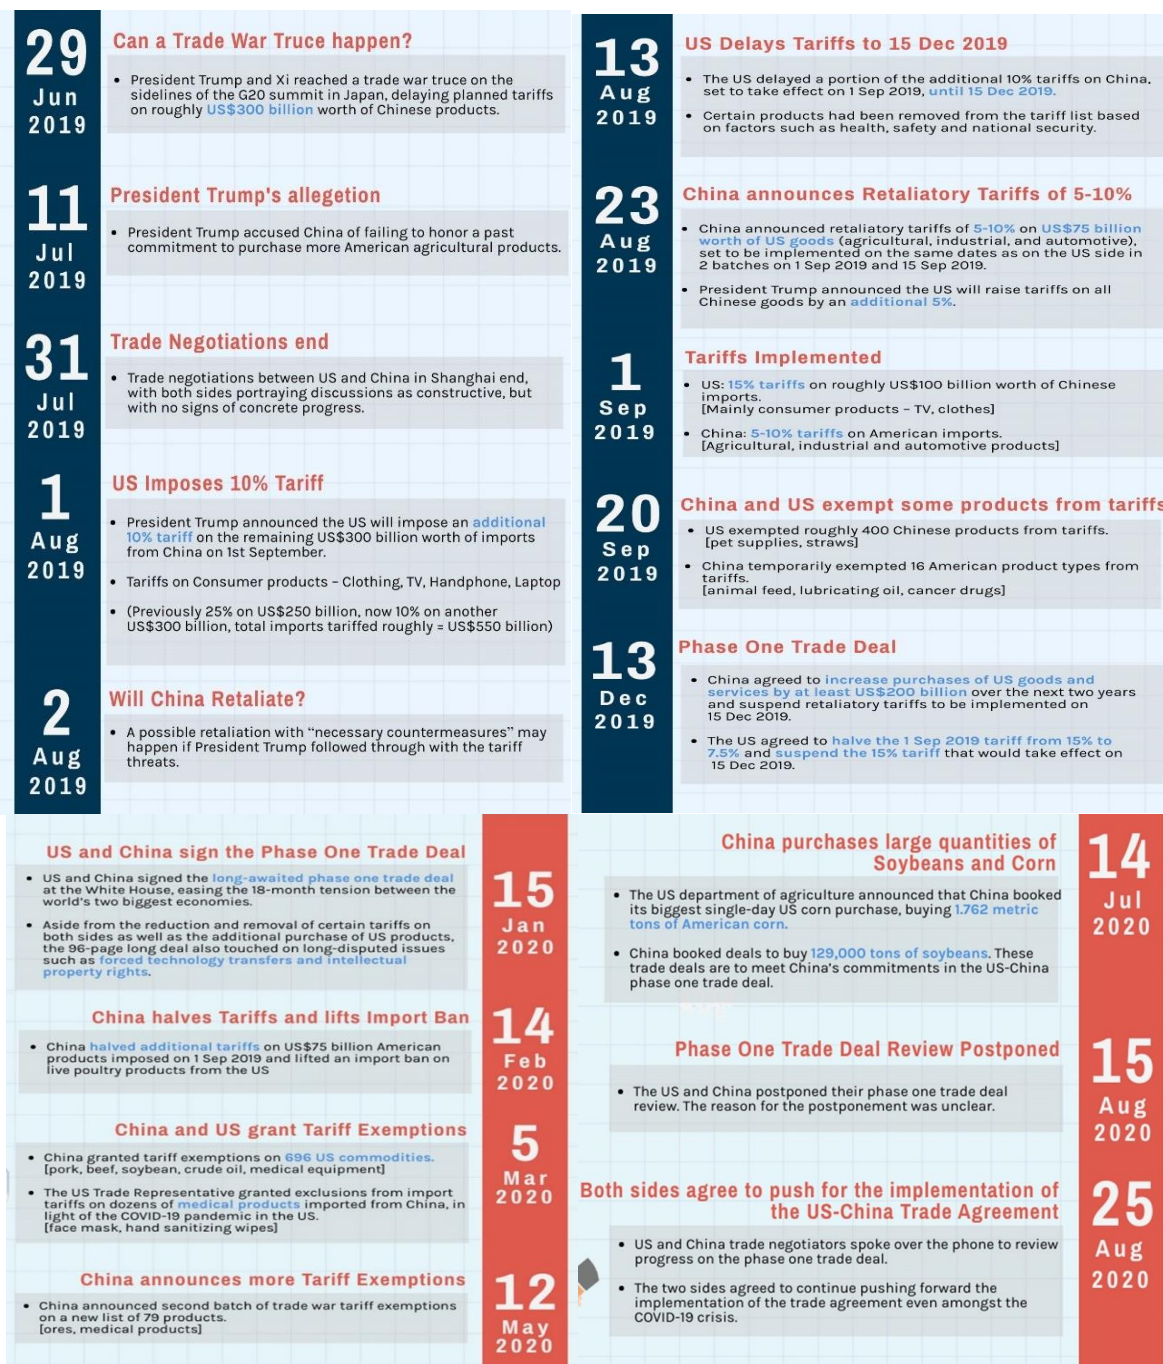 29
Jun
2019
Can a Trade War Truce happen?
• President Trump and Xi reached a trade war truce on the
sidelines of the G20 summit in Japan, delaying planned tariffs
on roughly US$300 billion worth of Chinese products.
11
Jul
2019
President Trump's allegetion
• President Trump accused China of failing to honor a past
commitment to purchase more American agricultural products.
31
Jul
2019
Trade Negotiations end
• Trade negotiations between US and China in Shanghai end,
with both sides portraying discussions as constructive, but
with no signs of concrete progress.
1
Aug
2019
US Imposes 10% Tariff
• President Trump announced the US will impose an additional
10% tariff on the remaining US$300 billion worth of imports
from China on 1st September.
• Tariffs on Consumer products – Clothing, TV, Handphone, Laptop
• (Previously 25% on US$250 billion, now 10% on another
US$300 billion, total imports tariffed roughly = US$550 billion)
2
Aug
2019
Will China Retaliate?
• A possible retaliation with “necessary countermeasures” may
happen if President Trump followed through with the tariff
threats.
13
Aug
2019
US Delays Tariffs to 15 Dec 2019
• The US delayed a portion of the additional 10% tariffs on China,
set to take effect on 1 Sep 2019, until 15 Dec 2019.
• Certain products had been removed from the tariff list based
on factors such as health, safety and national security.
23
Aug
2019
China announces Retaliatory Tariffs of 5-10%
• China announced retaliatory tariffs of 5-10% on US$75 billion
worth of US goods (agricultural, industrial, and automotive),
set to be implemented on the same dates as on the US side in
2 batches on 1 Sep 2019 and 15 Sep 2019.
• President Trump announced the US will raise tariffs on all
Chinese goods by an additional 5%.
1
Sep
2019
Tariffs Implemented
• US: 15% tariffs on roughly US$100 billion worth of Chinese
imports.
[Mainly consumer products – TV, clothes]
• China: 5-10% tariffs on American imports.
[Agricultural, industrial and automotive products]
20
Sep
2019
China and US exempt some products from tariffs
• US exempted roughly 400 Chinese products from tariffs.
[pet supplies, straws]
• China temporarily exempted 16 American product types from
tariffs.
[animal feed, lubricating oil, cancer drugs]
13
Dec
2019
Phase One Trade Deal
• China agreed to increase purchases of US goods and
services by at least US$200 billion over the next two years
and suspend retaliatory tariffs to be implemented on
15 Dec 2019.
• The US agreed to halve the 1 Sep 2019 tariff from 15% to
7.5% and suspend the 15% tariff that would take effect on
15 Dec 2019.
US and China sign the Phase One Trade Deal
• US and China signed the long-awaited phase one trade deal
at the White House, easing the 18-month tension between the
world's two biggest economies.
• Aside from the reduction and removal of certain tariffs on
both sides as well as the additional purchase of US products,
the 96-page long deal also touched on long-disputed issues
such as forced technology transfers and intellectual
property rights.
15
Jan
2020
China halves Tariffs and lifts Import Ban
• China halved additional tariffs on US$75 billion American
products imposed on 1 Sep 2019 and lifted an import ban on
live poultry products from the US
14
Feb
2020
China and US grant Tariff Exemptions
• China granted tariff exemptions on 696 US commodities.
[pork, beef, soybean, crude oil, medical equipment]
• The US Trade Representative granted exclusions from import
tariffs on dozens of medical products imported from China, in
light of the COVID-19 pandemic in the US.
[face mask, hand sanitizing wipes]
5
Mar
2020
China announces more Tariff Exemptions
• China announced second batch of trade war tariff exemptions
on a new list of 79 products.
[ores, medical products]
12
May
2020
China purchases large quantities of
Soybeans and Corn
• The US department of agriculture announced that China booked
its biggest single-day US corn purchase, buying 1.762 metric
tons of American corn.
• China booked deals to buy 129,000 tons of soybeans. These
trade deals are to meet China's commitments in the US-China
phase one trade deal.
14
Jul
2020
Phase One Trade Deal Review Postponed
• The US and China postponed their phase one trade deal
review. The reason for the postponement was unclear.
15
Aug
2020
Both sides agree to push for the implementation of
the US-China Trade Agreement
• US and China trade negotiators spoke over the phone to review
progress on the phase one trade deal.
• The two sides agreed to continue pushing forward the
implementation of the trade agreement even amongst the
COVID-19 crisis.
25
Aug
2020